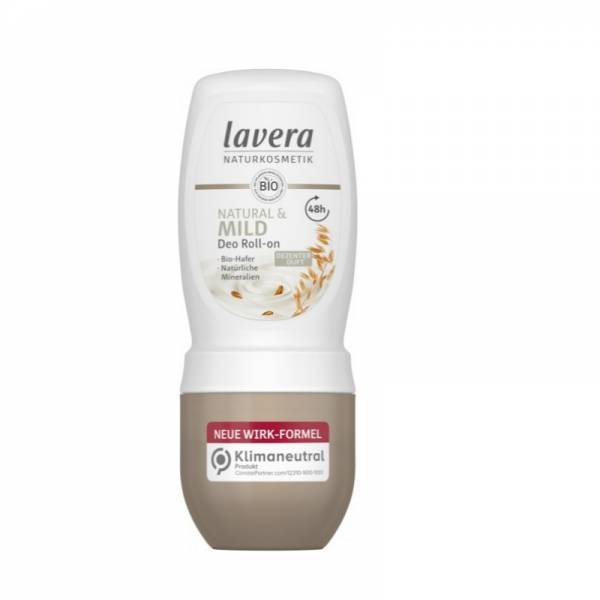 lavera
NATURKOSMETIK
BIO
48h
NATURAL &
MILD
Deo Roll-on
DEZENTER
DUFT
· Bio-Hafer
· Natürliche
Mineralien
NEUE WIRK-FORMEL
Klimaneutral
Produkt